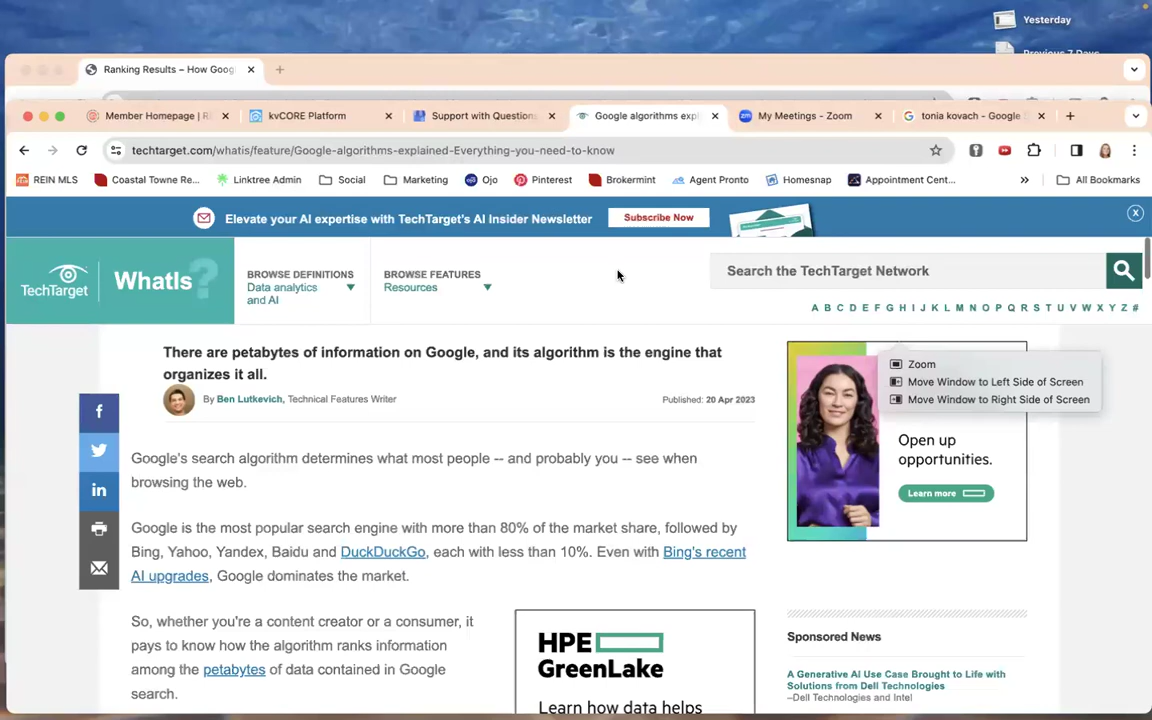 Yesterday
Previous 7 Days
Ranking Results – How Goog
Member Homepage | R
kvCORE Platform
Support with Questions
Google algorithms expl
My Meetings - Zoom
tonia kovach - Google S
techtarget.com/whatis/feature/Google-algorithms-explained-Everything-you-need-to-know
REIN MLS
Coastal Towne Re...
Linktree Admin
Social
Marketing
Ojo
Pinterest
Brokermint
Agent Pronto
Homesnap
Appointment Cent...
»
All Bookmarks
Elevate your AI expertise with TechTarget's AI Insider Newsletter
Subscribe Now
TechTarget
WhatIs?
BROWSE DEFINITIONS
Data analytics
and AI
BROWSE FEATURES
Resources
Search the TechTarget Network
A B C D E F G H I J K L M N O P Q R S T U V W X Y Z #
There are petabytes of information on Google, and its algorithm is the engine that
organizes it all.
By Ben Lutkevich, Technical Features Writer
Published: 20 Apr 2023
Google's search algorithm determines what most people -- and probably you -- see when
browsing the web.
Google is the most popular search engine with more than 80% of the market share, followed by
Bing, Yahoo, Yandex, Baidu and DuckDuckGo, each with less than 10%. Even with Bing's recent
AI upgrades, Google dominates the market.
So, whether you're a content creator or a consumer, it
pays to know how the algorithm ranks information
among the petabytes of data contained in Google
search.
HPE
GreenLake
Learn how data helps
Zoom
Move Window to Left Side of Screen
Move Window to Right Side of Screen
Open up
opportunities.
Learn more
Sponsored News
A Generative AI Use Case Brought to Life with
Solutions from Dell Technologies
–Dell Technologies and Intel